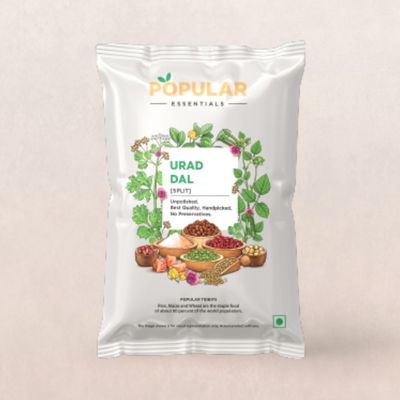 POPULAR
ESSENTIALS
URAD
DAL
[SPLIT]
Unpolished.
Best Quality, Handpicked,
No Preservatives.
POPULAR TIDBITS
Rice, Maize and Wheat are the staple food
of about 80 percent of the world population.